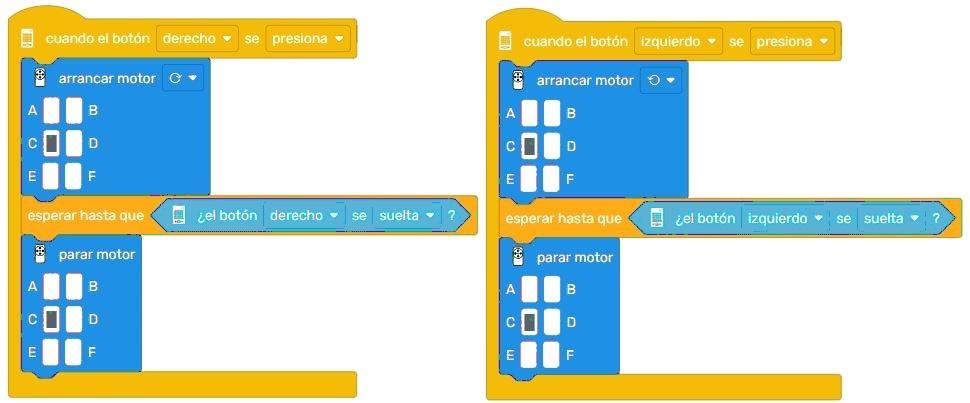 cuando el botón derecho se presiona
arrancar motor
A B
C D
E F
esperar hasta que ¿el botón derecho se suelta ?
parar motor
A B
C D
E F
cuando el botón izquierdo se presiona
arrancar motor
A B
C D
E F
esperar hasta que ¿el botón izquierdo se suelta ?
parar motor
A B
C D
E F